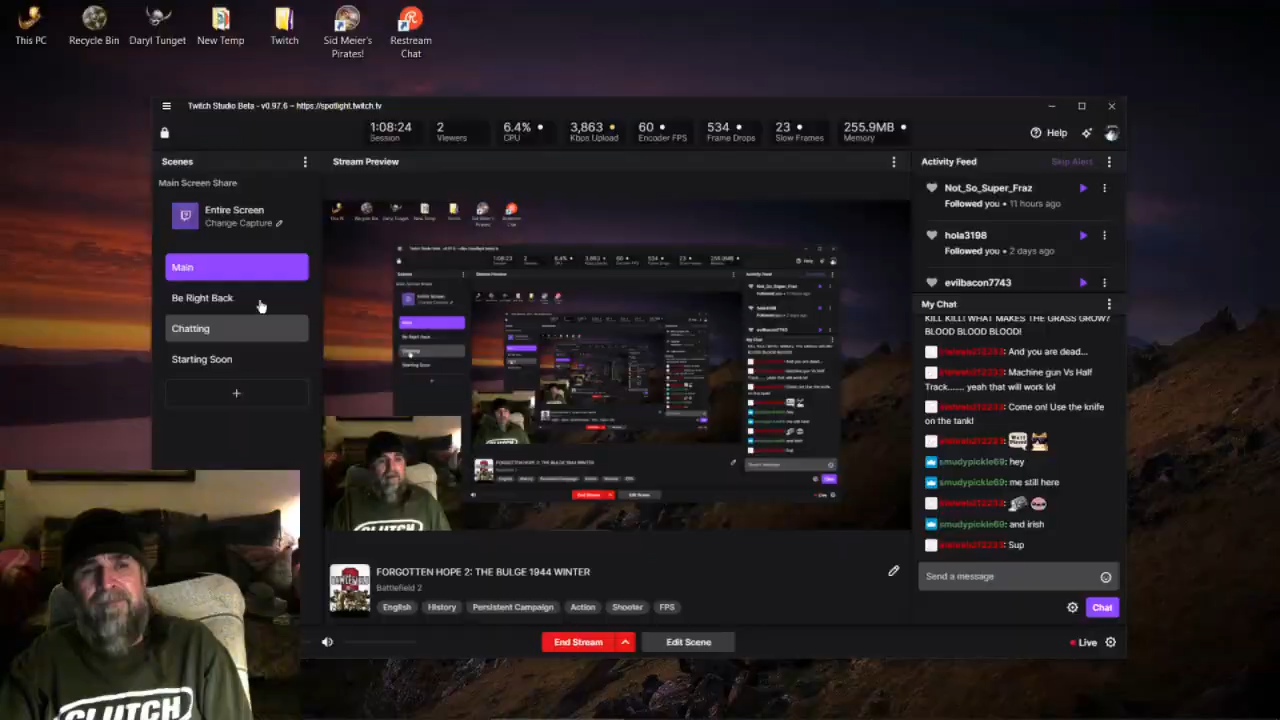 This PC
Recycle Bin
Daryl Tunget
New Temp
Twitch
Sid Meier's
Pirates!
Restream
Chat
Twitch Studio Beta - v0.97.6 – https://spotlight.twitch.tv
1:08:24
Session
2
Viewers
6.4%
CPU
3,863
Kbps Upload
60
Encoder FPS
534
Frame Drops
23
Slow Frames
255.9MB
Memory
Help
Scenes
Main Screen Share
Entire Screen
Change Capture
Main
Be Right Back
Chatting
Starting Soon
+
Stream Preview
FORGOTTEN HOPE 2: THE BULGE 1944 WINTER
Battlefield 2
English
History
Persistent Campaign
Action
Shooter
FPS
End Stream
Edit Scene
Activity Feed
Skip Alert
Not_So_Super_Fraz
Followed you • 11 hours ago
hola3198
Followed you • 2 days ago
evilbacon7743
My Chat
KILL KILL! WHAT MAKES THE GRASS GROW?
BLOOD BLOOD BLOOD!
And you are dead...
Machine gun Vs Half
Track....... yeah that will work lol
Come on! Use the knife
on the tank!
smudypickle69: hey
smudypickle69: me still here
smudypickle69: and irish
Sup
Send a message
Chat
Live
CLUTCH